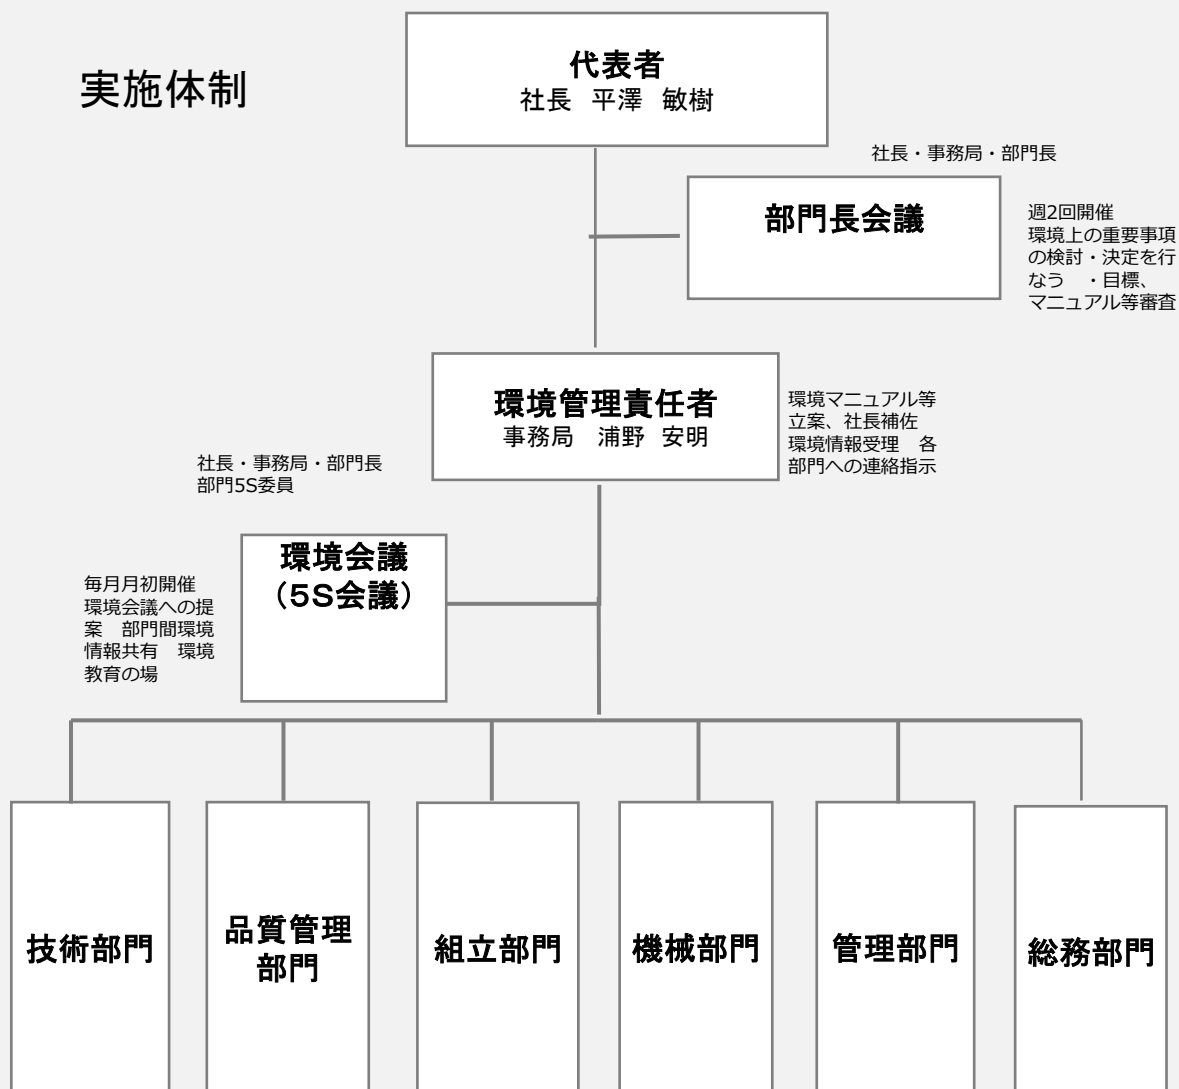 実施体制
代表者
社長　平澤　敏樹
社長・事務局・部門長
部門長会議
週2回開催
環境上の重要事項
の検討・決定を行
なう　・目標、
マニュアル等審査
環境管理責任者
事務局　浦野　安明
環境マニュアル等
立案、社長補佐
環境情報受理　各
部門への連絡指示
社長・事務局・部門長
部門5S委員
環境会議
（５Ｓ会議）
毎月月初開催
環境会議への提
案　部門間環境
情報共有　環境
教育の場
技術部門
品質管理
部門
組立部門
機械部門
管理部門
総務部門